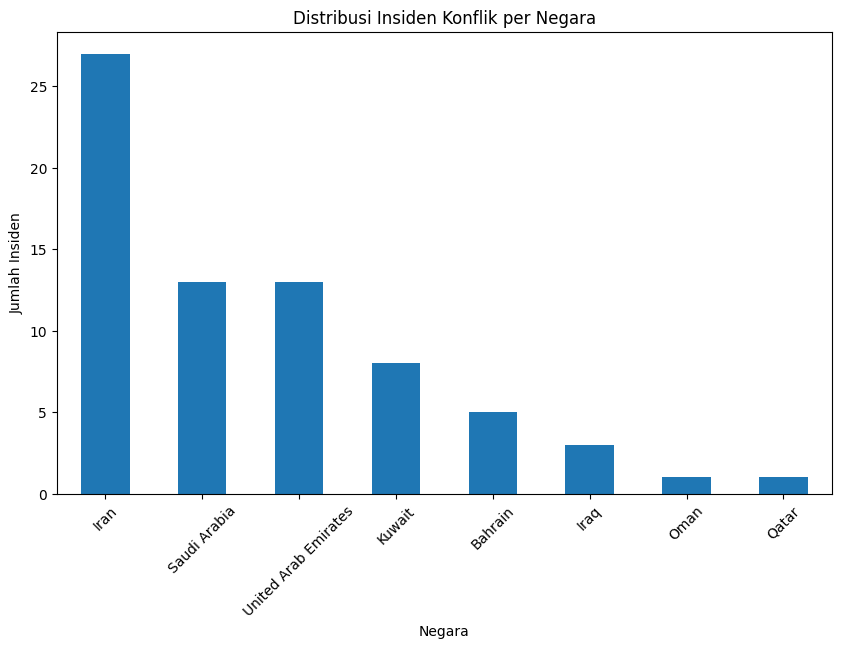 Distribusi Insiden Konflik per Negara
Jumlah Insiden
25
20
15
10
5
0
Iran
Saudi Arabia
United Arab Emirates
Kuwait
Bahrain
Iraq
Oman
Qatar
Negara